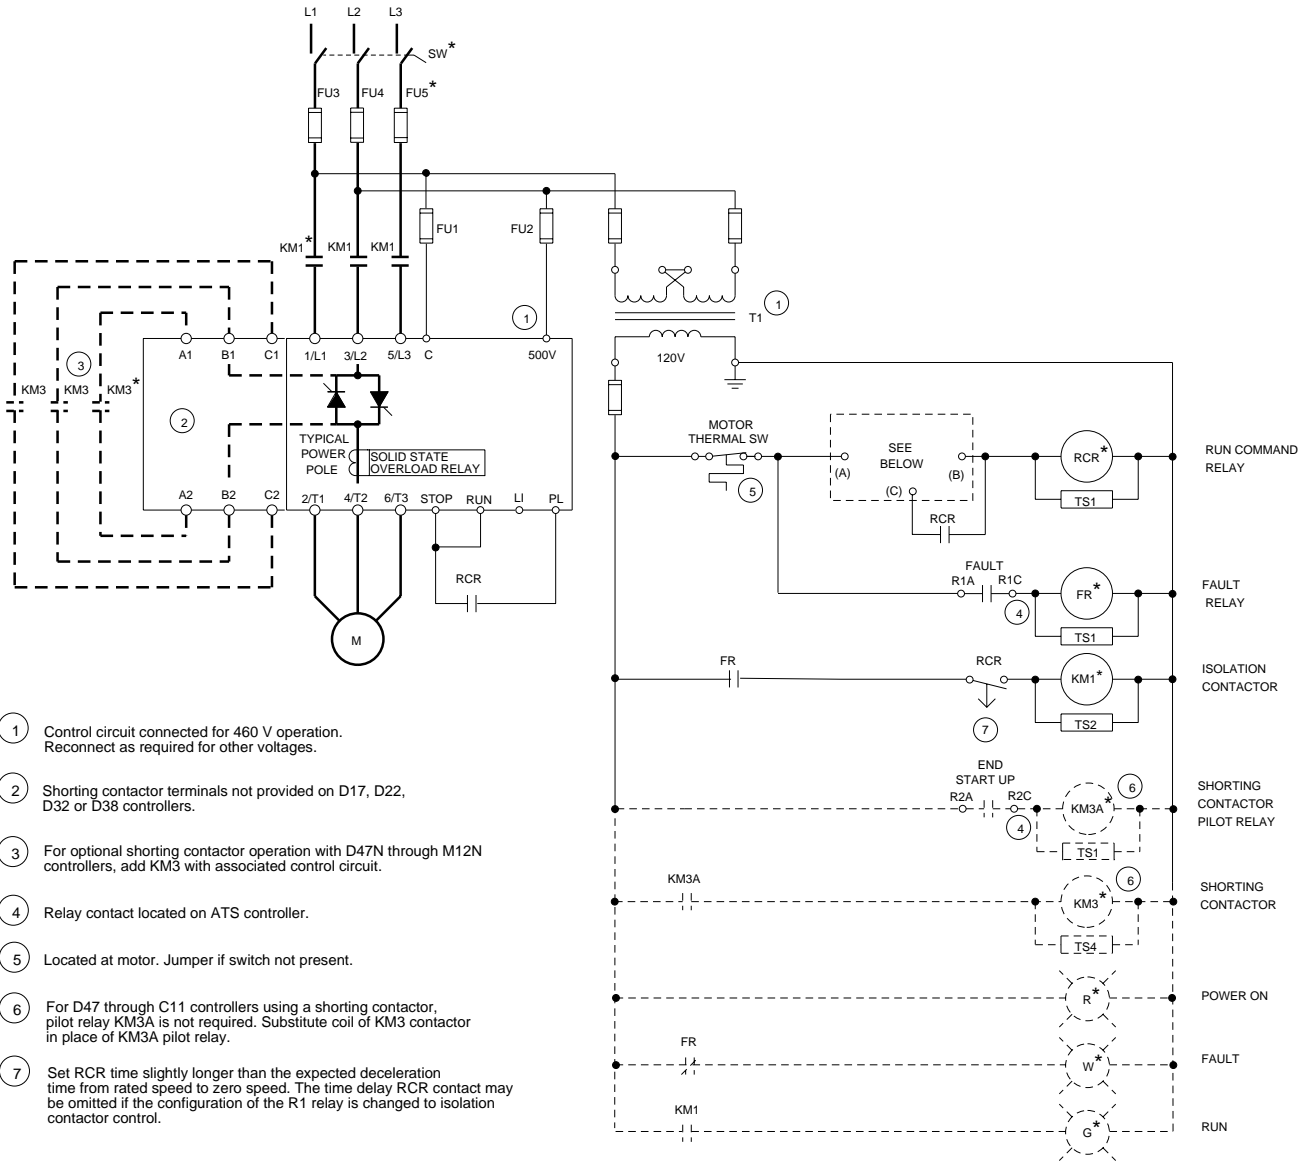 L1 L2 L3
SW*
FU3 FU4 FU5*
FU1 FU2
KM1* KM1 KM1
1
T1
1
A1 B1 C1 1/L1 3/L2 5/L3 C 500V
120V
3
KM3 KM3 KM3*
2
TYPICAL
POWER
POLE
SOLID STATE
OVERLOAD RELAY
A2 B2 C2 2/T1 4/T2 6/T3 STOP RUN LI PL
RCR
M
MOTOR
THERMAL SW
5
SEE
BELOW
(A) (B)
(C)
RCR
RCR*
TS1
RUN COMMAND
RELAY
FAULT
R1A R1C
4
FR*
TS1
FAULT
RELAY
FR
RCR
7
KM1*
TS2
ISOLATION
CONTACTOR
END
START UP
R2A R2C
4
KM3A*
6
TS1
SHORTING
CONTACTOR
PILOT RELAY
KM3A
KM3*
6
TS4
SHORTING
CONTACTOR
R*
POWER ON
FR
W*
FAULT
KM1
G*
RUN
1 Control circuit connected for 460 V operation.
Reconnect as required for other voltages.
2 Shorting contactor terminals not provided on D17, D22,
D32 or D38 controllers.
3 For optional shorting contactor operation with D47N through M12N
controllers, add KM3 with associated control circuit.
4 Relay contact located on ATS controller.
5 Located at motor. Jumper if switch not present.
6 For D47 through C11 controllers using a shorting contactor,
pilot relay KM3A is not required. Substitute coil of KM3 contactor
in place of KM3A pilot relay.
7 Set RCR time slightly longer than the expected deceleration
time from rated speed to zero speed. The time delay RCR contact may
be omitted if the configuration of the R1 relay is changed to isolation
contactor control.